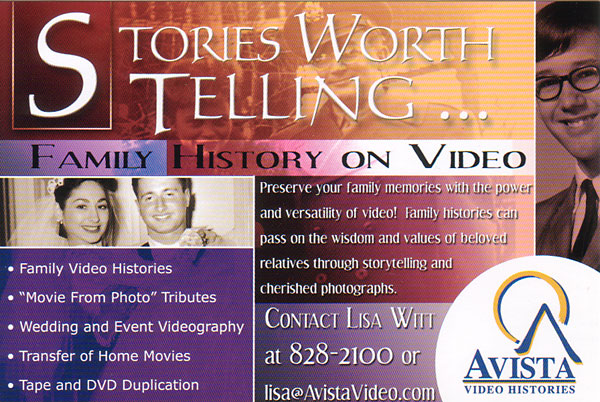 STORIES WORTH
TELLING ...
FAMILY HISTORY ON VIDEO
Preserve your family memories with the power
and versatility of video! Family histories can
pass on the wisdom and values of beloved
relatives through storytelling and
cherished photographs.
• Family Video Histories
• “Movie From Photo” Tributes
• Wedding and Event Videography
• Transfer of Home Movies
• Tape and DVD Duplication
CONTACT LISA WITT
at 828-2100 or
lisa@AvistaVideo.com
AVISTA
VIDEO HISTORIES